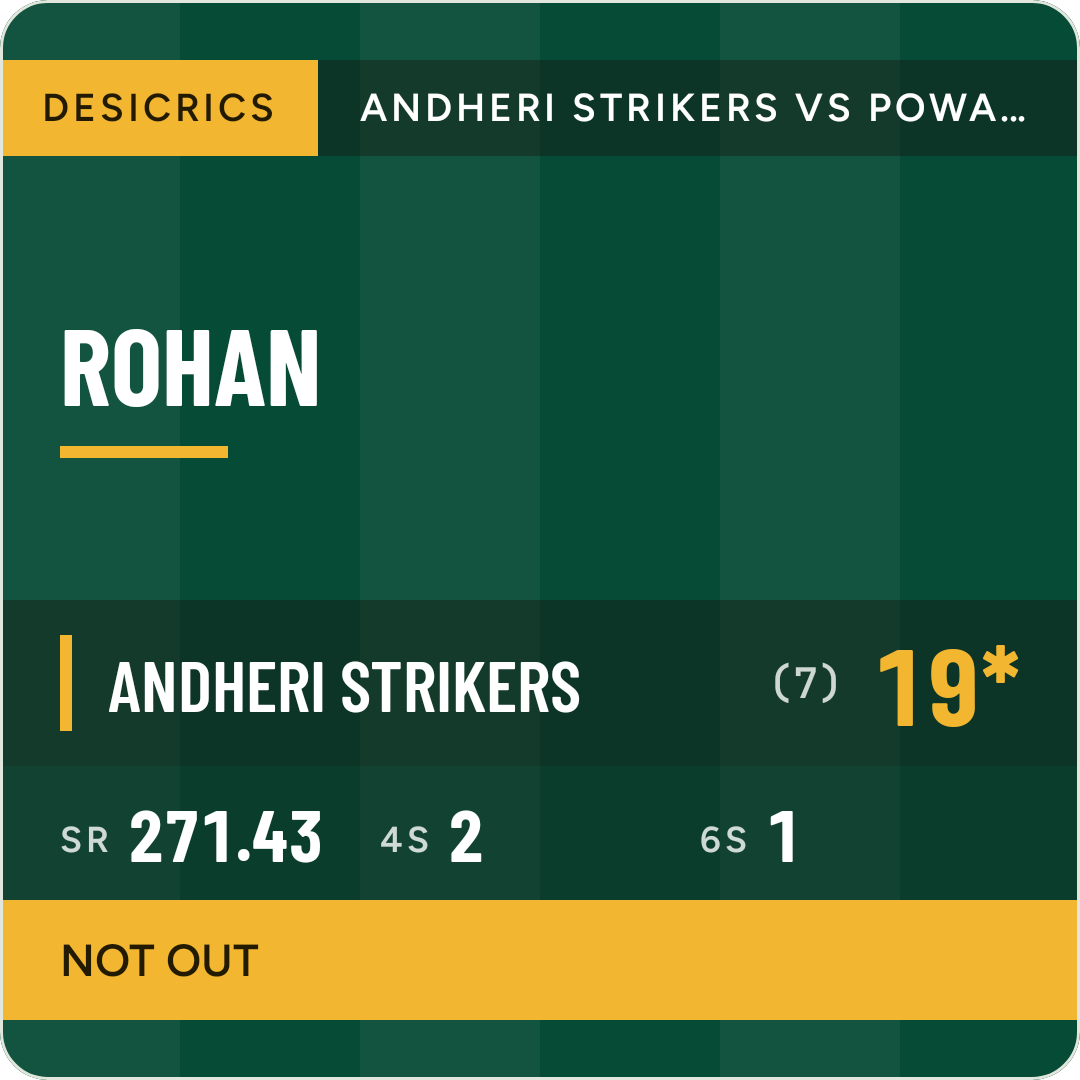 DESICRICS ANDHERI STRIKERS VS POWA...
ROHAN
ANDHERI STRIKERS (7) 19*
SR 271.43 4S 2 6S 1
NOT OUT